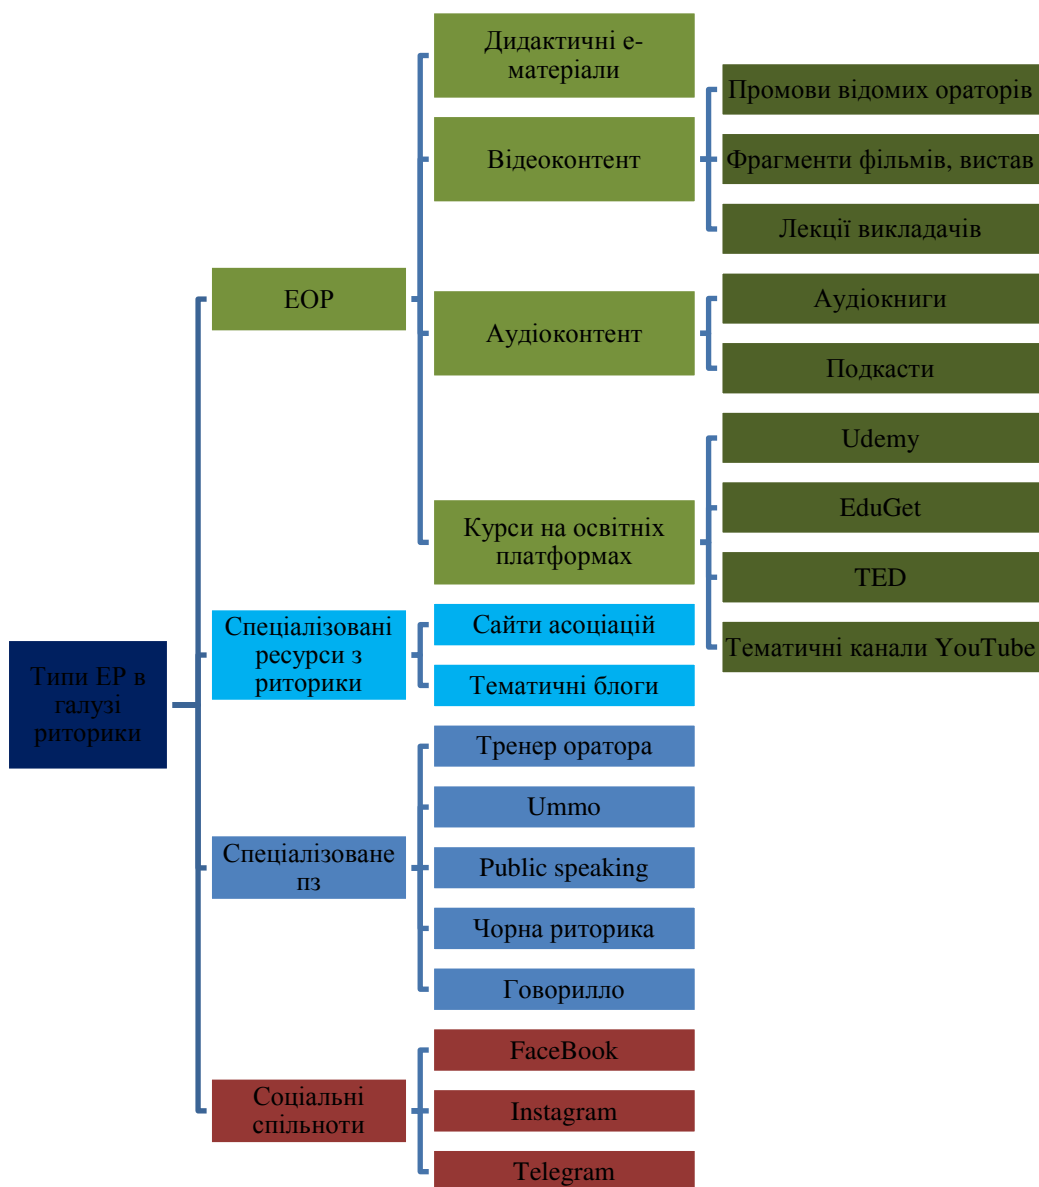 Типи ЕР в
галузі
риторики
ЕОР
Дидактичні е-
матеріали
Відеоконтент
Промови відомих ораторів
Фрагменти фільмів, вистав
Лекції викладачів
Аудіоконтент
Аудіокниги
Подкасти
Курси на освітніх
платформах
Udemy
EduGet
TED
Тематичні канали YouTube
Спеціалізовані
ресурси з
риторики
Сайти асоціацій
Тематичні блоги
Спеціалізоване
пз
Тренер оратора
Ummo
Public speaking
Чорна риторика
Говорилло
Соціальні
спільноти
FaceBook
Instagram
Telegram